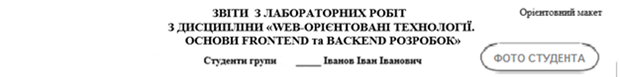 ЗВІТИ З ЛАБОРАТОРНИХ РОБІТ
Орієнтовний макет
З ДИСЦИПЛІНИ «WEB-ОРІЄНТОВАНІ ТЕХНОЛОГІЇ.
ОСНОВИ FRONTEND та BACKEND РОЗРОБОК»
ФОТО СТУДЕНТА
Студенти групи _____ Іванов Іван Іванович